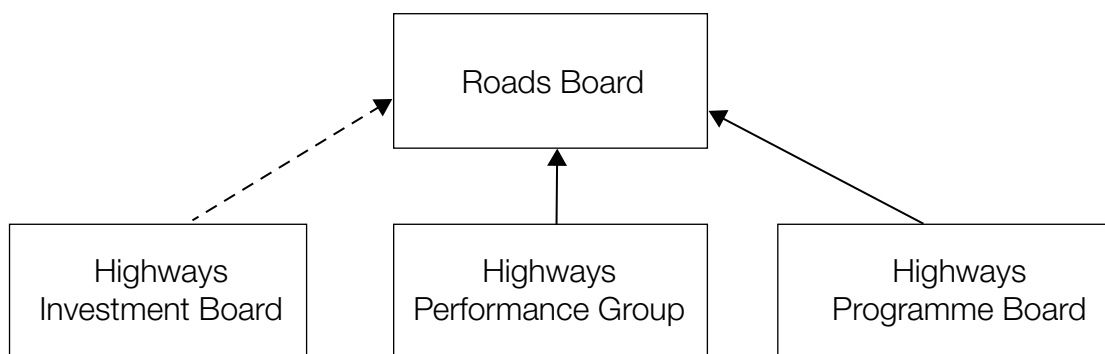 Roads Board
Highways
Investment Board
Highways
Performance Group
Highways
Programme Board